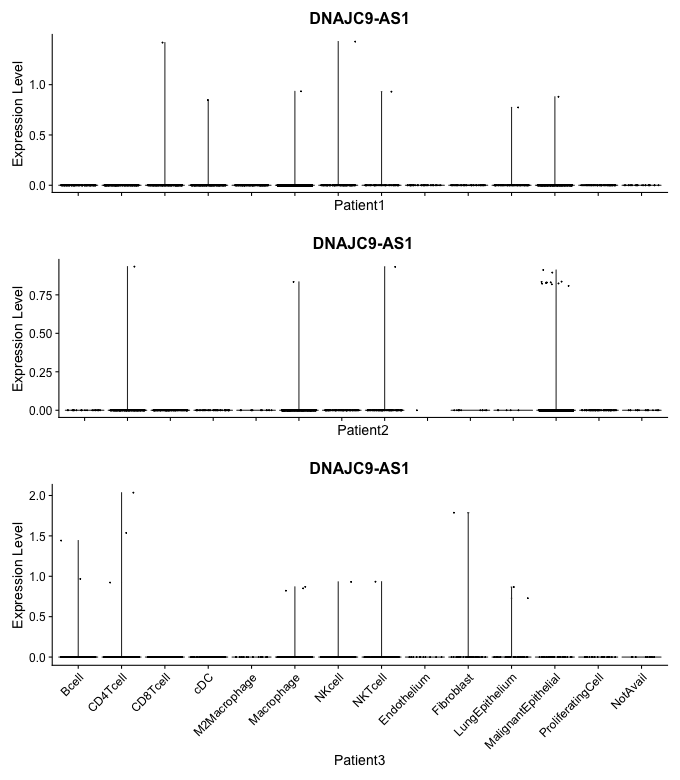 DNAJC9-AS1
Expression Level
1.0
0.5
0.0
Patient1
DNAJC9-AS1
Expression Level
0.75
0.50
0.25
0.00
Patient2
DNAJC9-AS1
Expression Level
2.0
1.5
1.0
0.5
0.0
Bcell
CD4Tcell
CD8Tcell
cDC
M2Macrophage
Macrophage
NKcell
NKTcell
Endothelium
Fibroblast
LungEpithelium
MalignantEpithelial
ProliferatingCell
NotAvail
Patient3